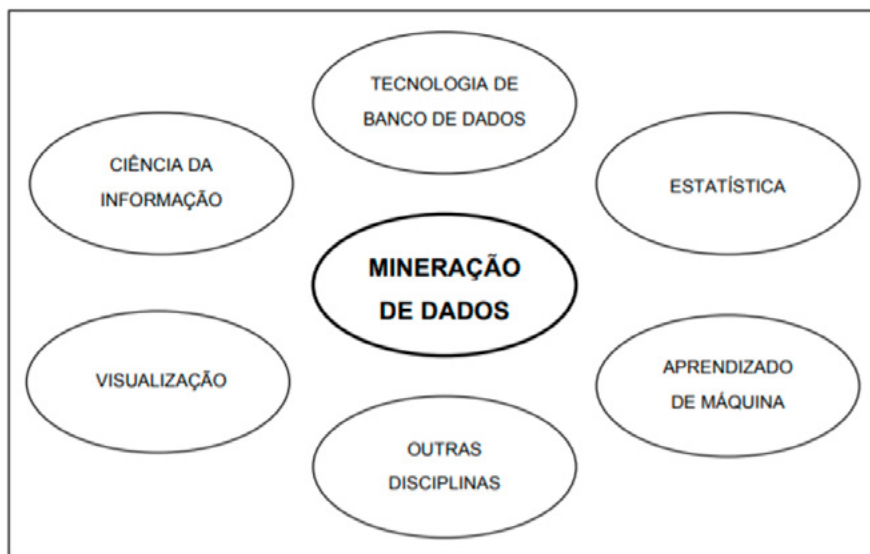 TECNOLOGIA DE
BANCO DE DADOS
CIÊNCIA DA
INFORMAÇÃO
ESTATÍSTICA
MINERAÇÃO
DE DADOS
VISUALIZAÇÃO
APRENDIZADO
DE MÁQUINA
OUTRAS
DISCIPLINAS